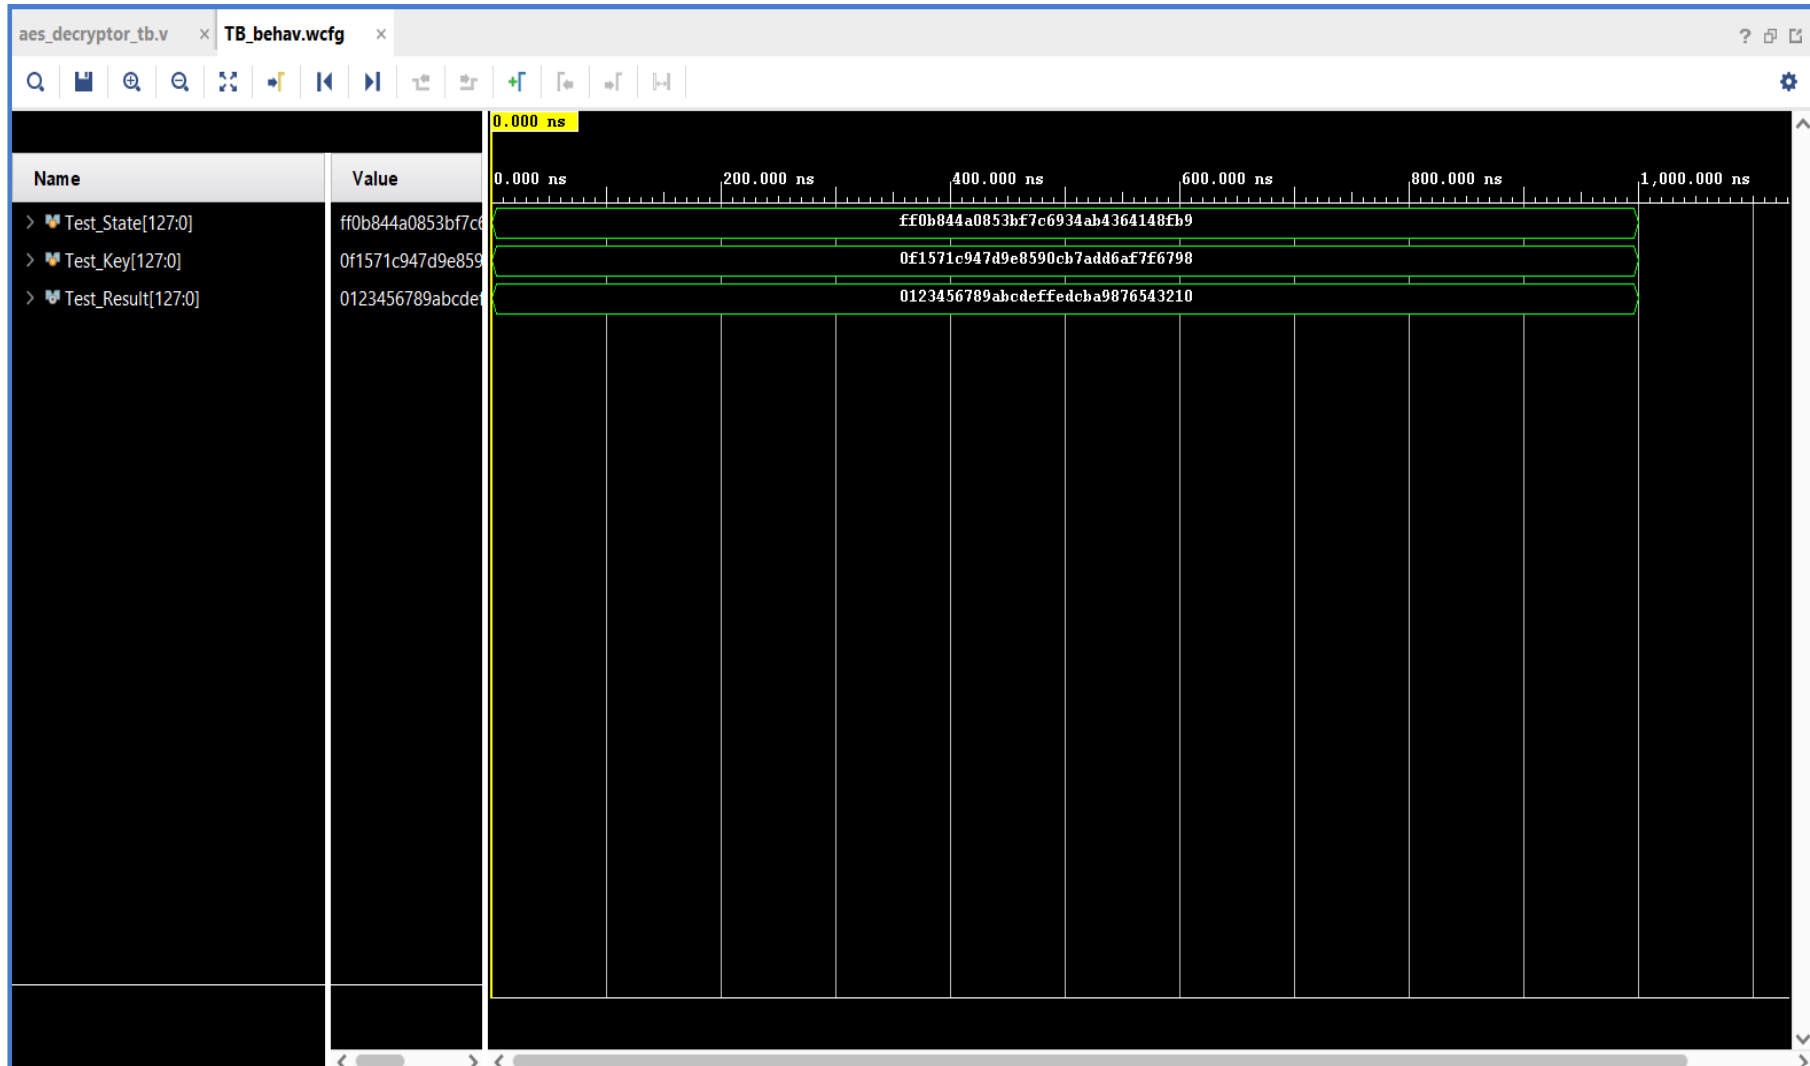 aes_decryptor_tb.v × TB_behav.wcfg ×
0.000 ns
Name Value 0.000 ns 200.000 ns 400.000 ns 600.000 ns 800.000 ns 1,000.000 ns
Test_State[127:0] ff0b844a0853bf7c6 ff0b844a0853bf7c6934ab4364148fb9
Test_Key[127:0] 0f1571c947d9e859 0f1571c947d9e8590cb7add6af7f6798
Test_Result[127:0] 0123456789abcdef 0123456789abcdeffedcba9876543210